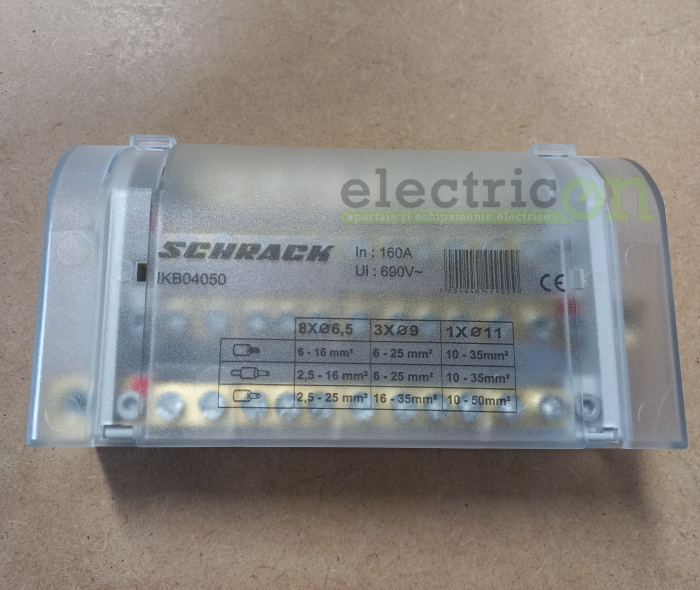 electricon
aparataje și echipamente electrice
SCHRACK
In : 160A
IKB04050
Ui : 690V~
CE
8XØ6,5 3XØ9 1XØ11
6 - 16 mm² 6 - 25 mm² 10 - 35mm²
2,5 - 16 mm² 6 - 25 mm² 10 - 35mm²
2,5 - 25 mm² 16 - 35mm² 10 - 50mm²